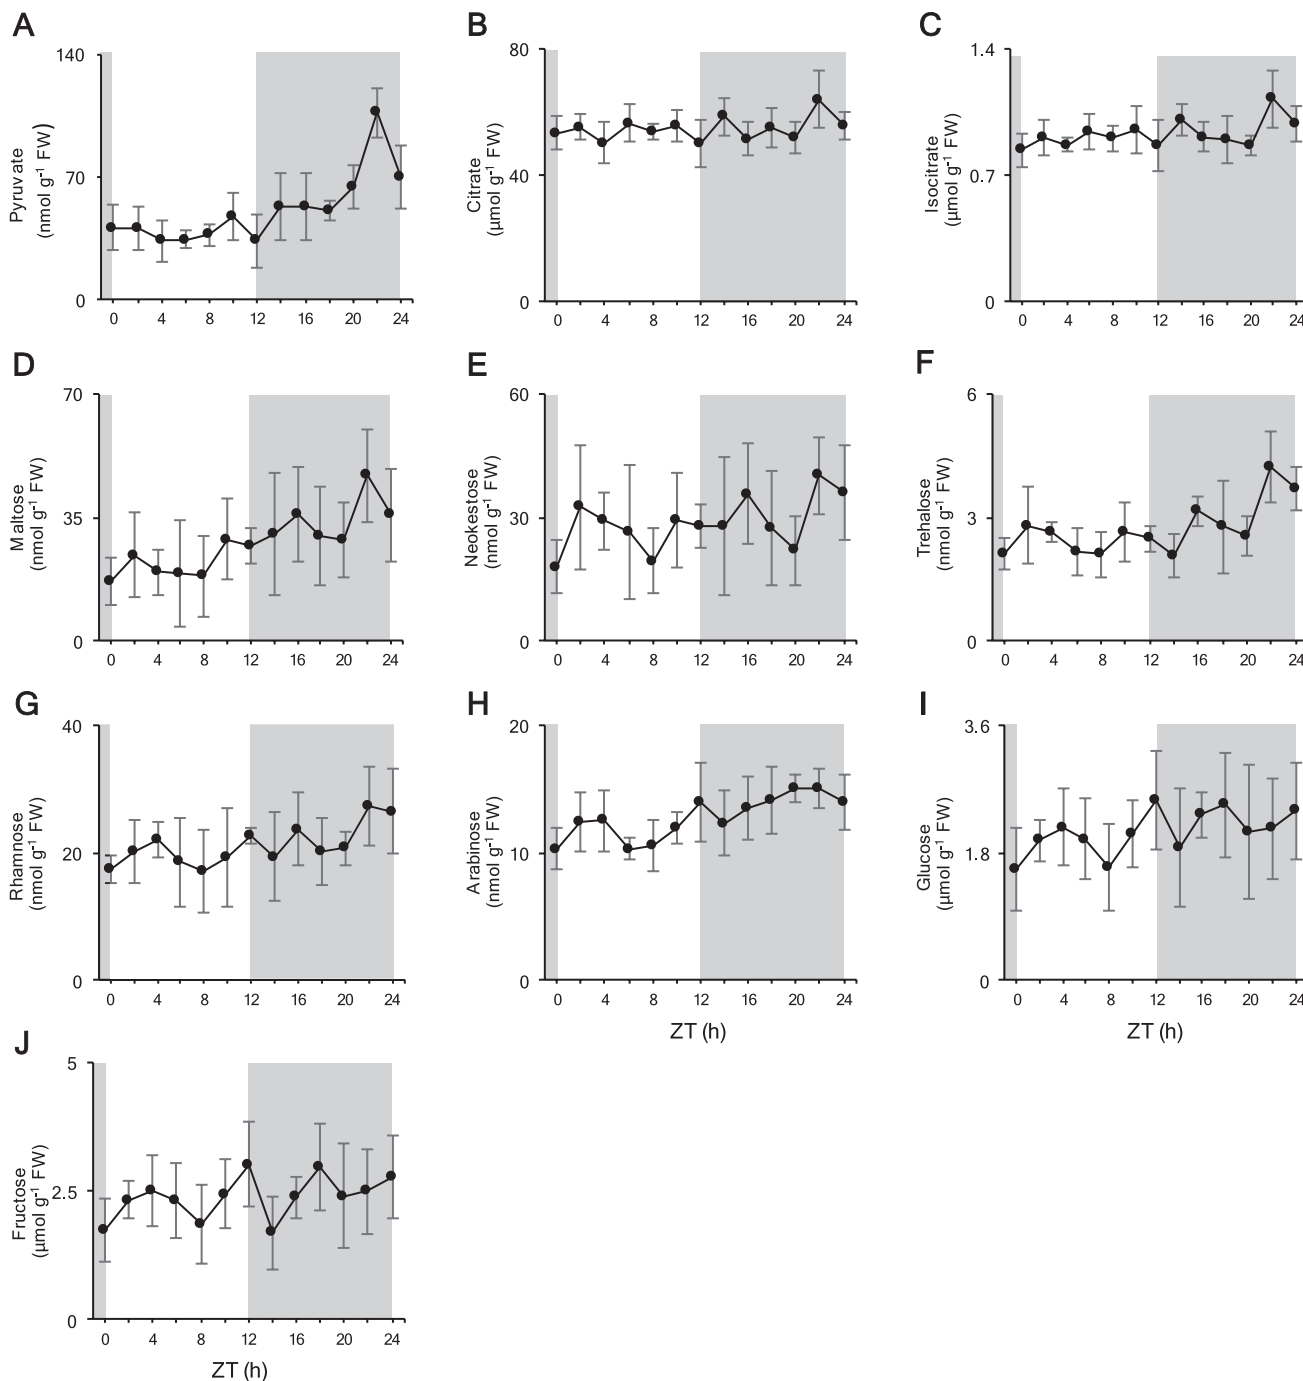 A
B
C
140
70
0
Pyruvate
(nmol g⁻¹ FW)
0 4 8 12 16 20 24
80
40
0
Citrate
(µmol g⁻¹ FW)
0 4 8 12 16 20 24
1.4
0.7
0
Isocitrate
(µmol g⁻¹ FW)
0 4 8 12 16 20 24
D
E
F
70
35
0
Maltose
(nmol g⁻¹ FW)
0 4 8 12 16 20 24
60
30
0
Neokestose
(nmol g⁻¹ FW)
0 4 8 12 16 20 24
6
3
0
Trehalose
(nmol g⁻¹ FW)
0 4 8 12 16 20 24
G
H
I
40
20
0
Rhamnose
(nmol g⁻¹ FW)
0 4 8 12 16 20 24
20
10
0
Arabinose
(nmol g⁻¹ FW)
0 4 8 12 16 20 24
ZT (h)
3.6
1.8
0
Glucose
(µmol g⁻¹ FW)
0 4 8 12 16 20 24
ZT (h)
J
5
2.5
0
Fructose
(µmol g⁻¹ FW)
0 4 8 12 16 20 24
ZT (h)